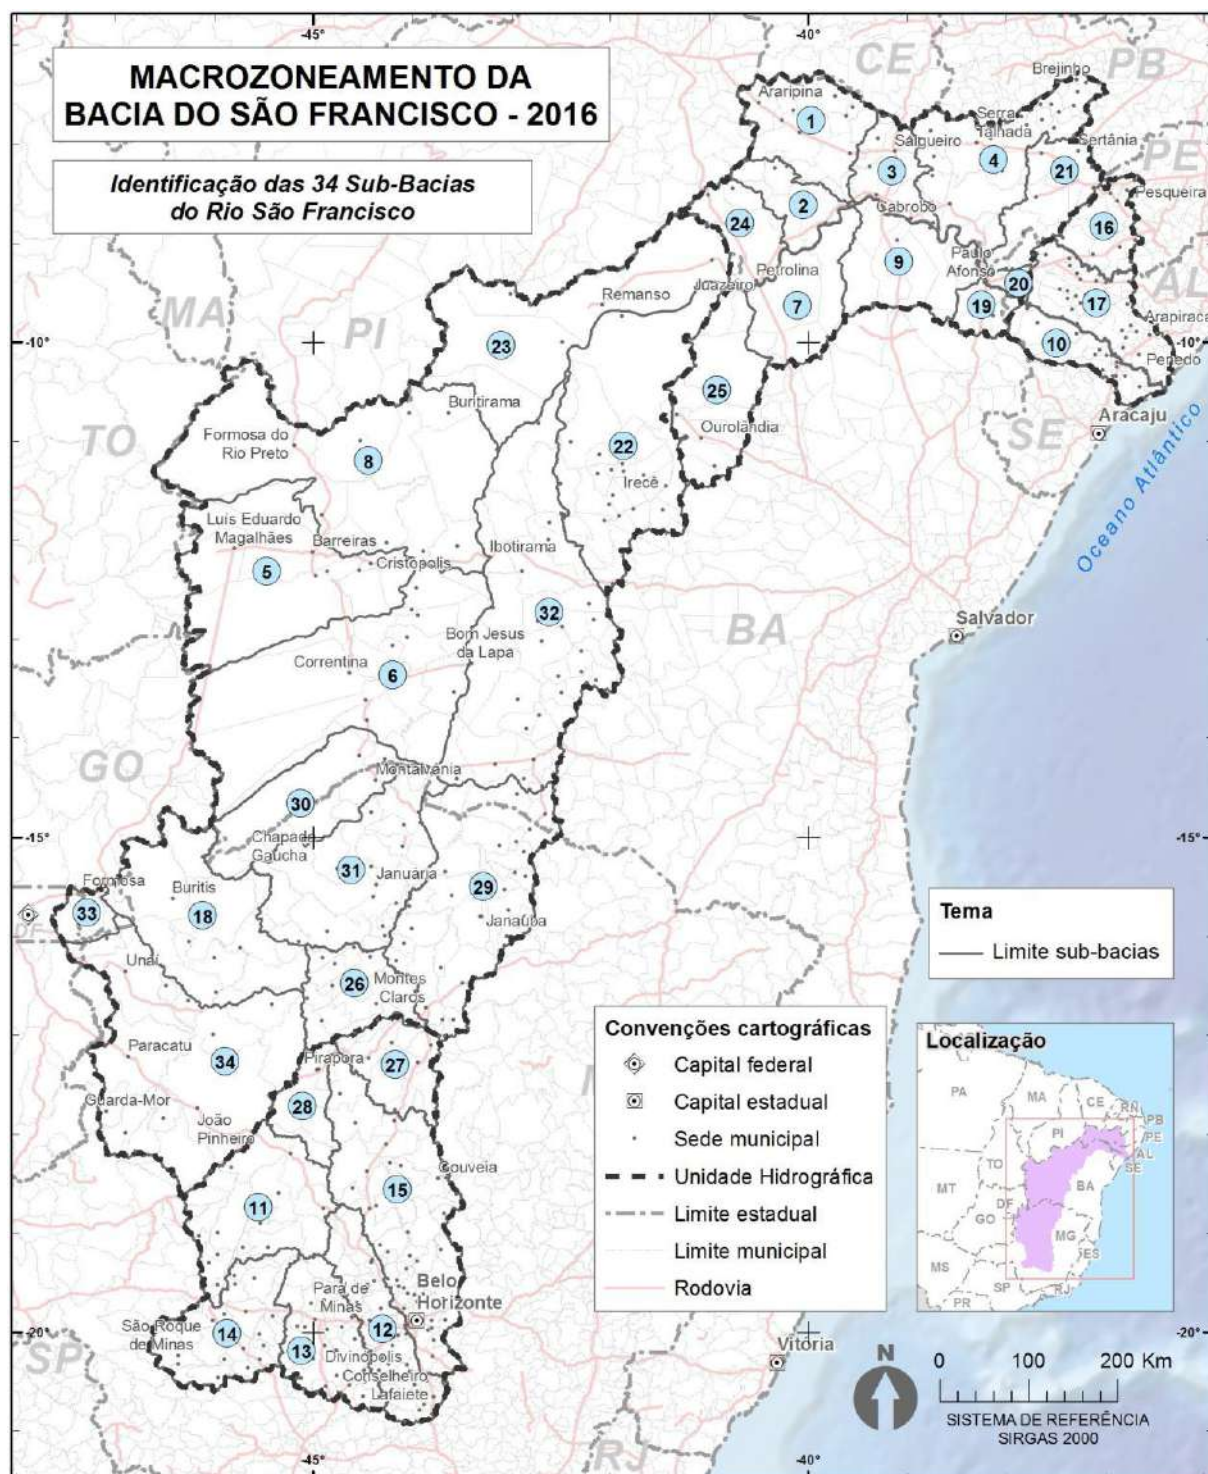 -45°
-40°
MACROZONEAMENTO DA
BACIA DO SÃO FRANCISCO - 2016
Identificação das 34 Sub-Bacias
do Rio São Francisco
CE
PB
Brejinho
Araripina
1
Serra
Talhada
Salgueiro
4
Sertânia
3
21
PE
Pesqueira
Cabrobó
2
24
16
9
Paulo
Afonso
Petrolina
Juazeiro
Remanso
20
AL
7
19
17
MA
PI
Arapiraca
-10°
23
10
-10°
Penedo
25
Buritirama
Aracaju
Ourolândia
TO
Formosa do
Rio Preto
SE
22
8
Irecê
Oceano Atlântico
Luís Eduardo
Magalhães
Barreiras
Ibotirama
Cristópolis
5
32
Salvador
BA
Bom Jesus
da Lapa
Correntina
6
GO
Montalvânia
30
Chapada
Gaúcha
-15°
-15°
31
Januária
29
Formosa
Buritis
33
18
Janaúba
DF
Unaí
26
Montes
Claros
Paracatu
34
Pirapora
27
Guarda-Mor
28
João
Pinheiro
Gouveia
15
11
Belo
Horizonte
Pará de
Minas
São Roque
de Minas
14
12
13
Divinópolis
-20°
-20°
Conselheiro
Lafaiete
SP
Vitória
RJ
Tema
Limite sub-bacias
Convenções cartográficas
Capital federal
Capital estadual
Sede municipal
Unidade Hidrográfica
Limite estadual
Limite municipal
Rodovia
Localização
PA
MA
CE
RN
PB
PI
PE
AL
SE
TO
MT
BA
DF
GO
MG
ES
MS
SP
RJ
PR
N
0 100 200 Km
SISTEMA DE REFERÊNCIA
SIRGAS 2000
-45°
-40°